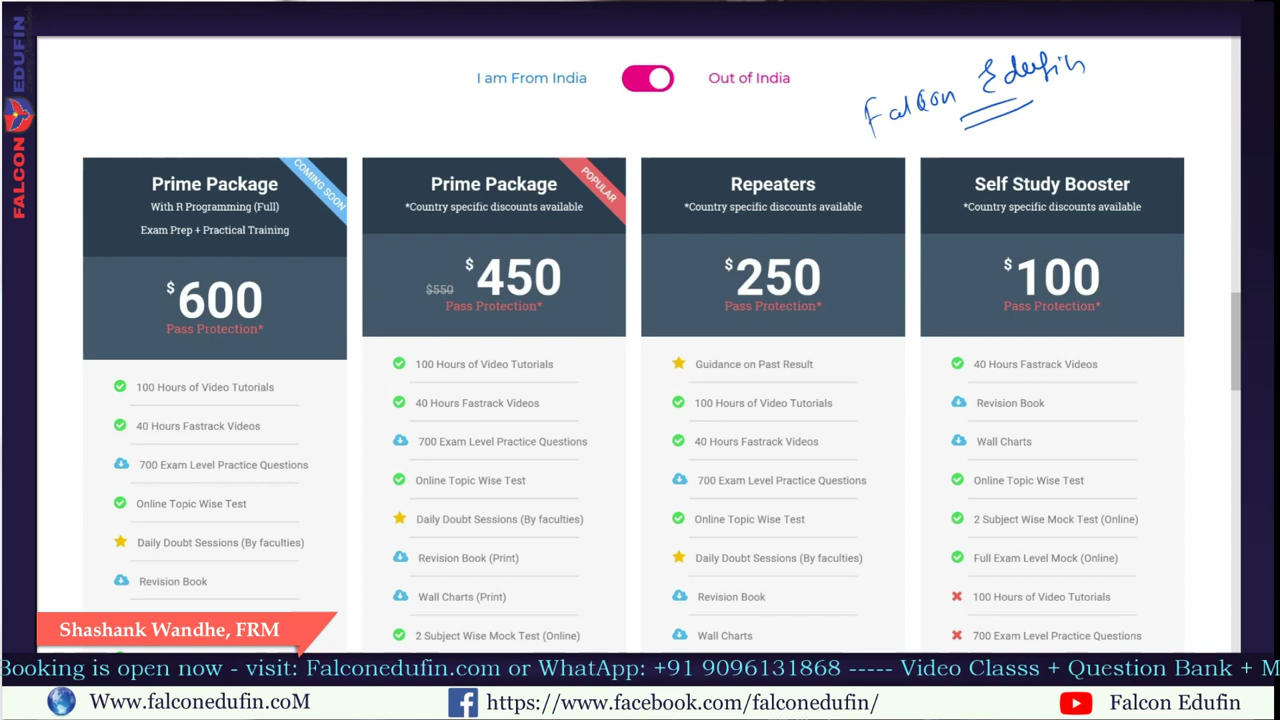 FALCON EDUFIN
I am From India
Out of India
Falcon Edufin
COMING SOON
Prime Package
With R Programming (Full)
Exam Prep + Practical Training
$600
Pass Protection*
100 Hours of Video Tutorials
40 Hours Fastrack Videos
700 Exam Level Practice Questions
Online Topic Wise Test
Daily Doubt Sessions (By faculties)
Revision Book
POPULAR
Prime Package
*Country specific discounts available
$550 $450
Pass Protection*
100 Hours of Video Tutorials
40 Hours Fastrack Videos
700 Exam Level Practice Questions
Online Topic Wise Test
Daily Doubt Sessions (By faculties)
Revision Book (Print)
Wall Charts (Print)
2 Subject Wise Mock Test (Online)
Repeaters
*Country specific discounts available
$250
Pass Protection*
Guidance on Past Result
100 Hours of Video Tutorials
40 Hours Fastrack Videos
700 Exam Level Practice Questions
Online Topic Wise Test
Daily Doubt Sessions (By faculties)
Revision Book
Wall Charts
Self Study Booster
*Country specific discounts available
$100
Pass Protection*
40 Hours Fastrack Videos
Revision Book
Wall Charts
Online Topic Wise Test
2 Subject Wise Mock Test (Online)
Full Exam Level Mock (Online)
100 Hours of Video Tutorials
700 Exam Level Practice Questions
Shashank Wandhe, FRM
Booking is open now - visit: Falconedufin.com or WhatApp: +91 9096131868 ----- Video Classs + Question Bank + M
Www.falconedufin.coM
https://www.facebook.com/falconedufin/
Falcon Edufin